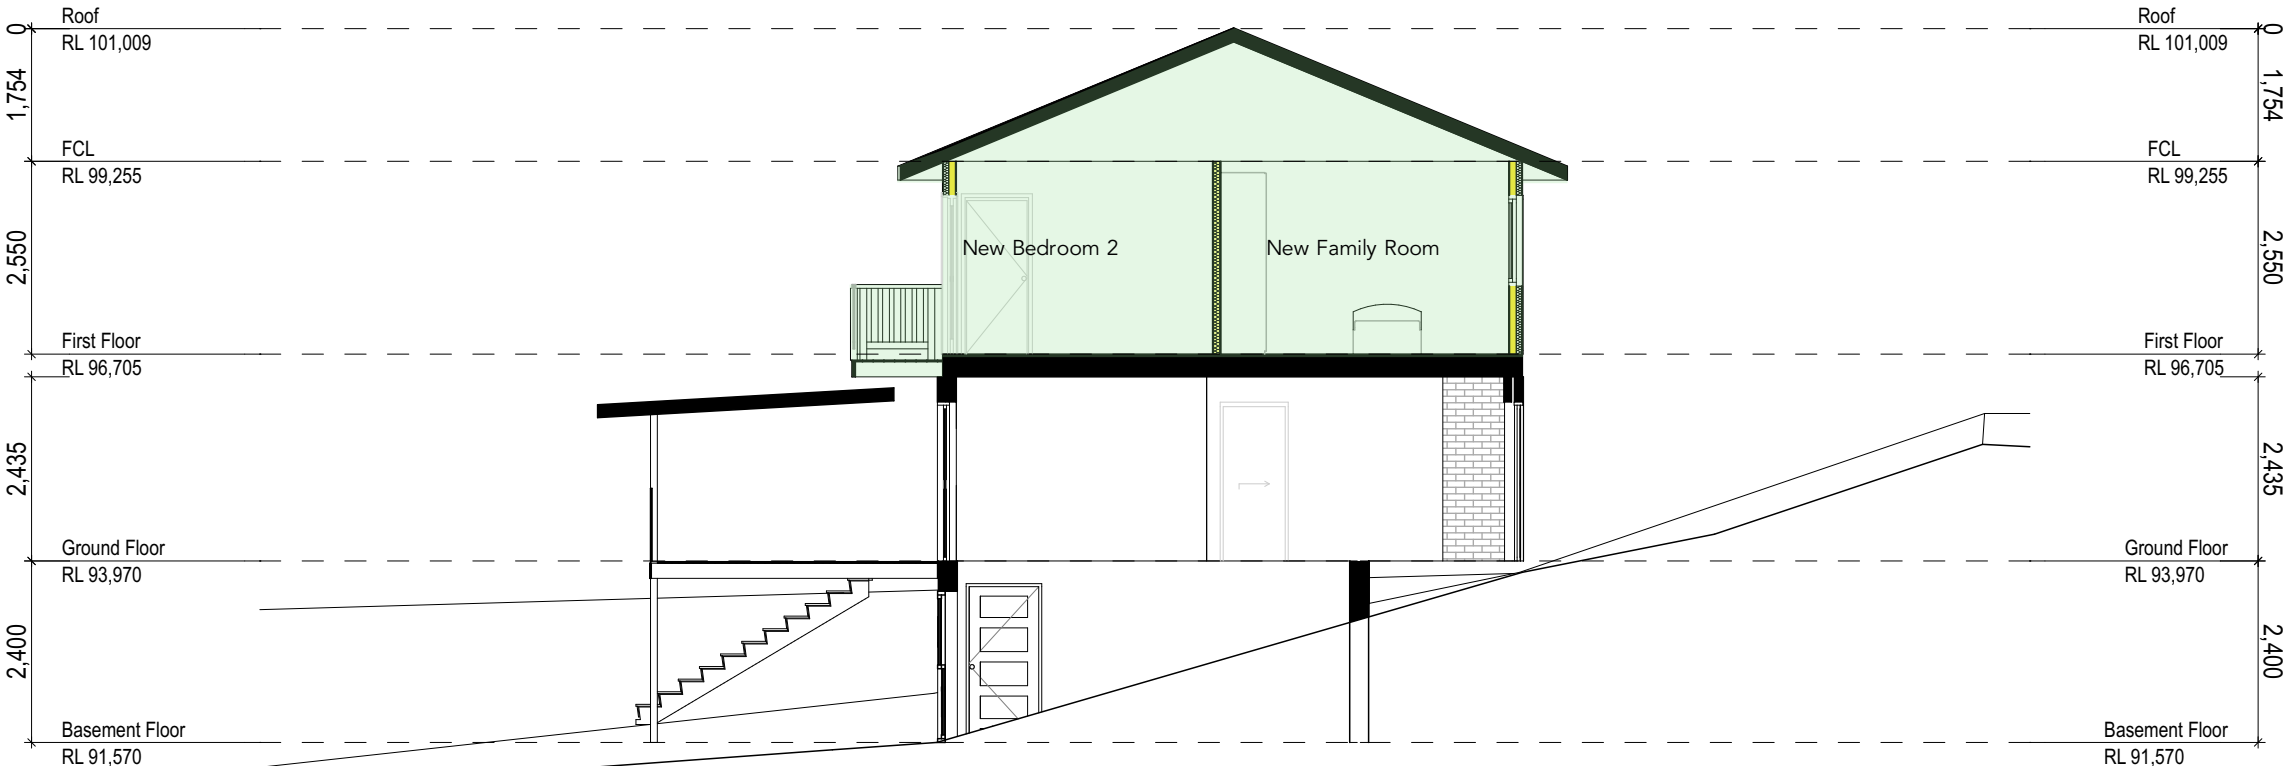 Roof
RL 101,009
FCL
RL 99,255
First Floor
RL 96,705
Ground Floor
RL 93,970
Basement Floor
RL 91,570
0
1,754
2,550
2,435
2,400
New Bedroom 2
New Family Room
Roof
RL 101,009
FCL
RL 99,255
First Floor
RL 96,705
Ground Floor
RL 93,970
Basement Floor
RL 91,570
0
1,754
2,550
2,435
2,400